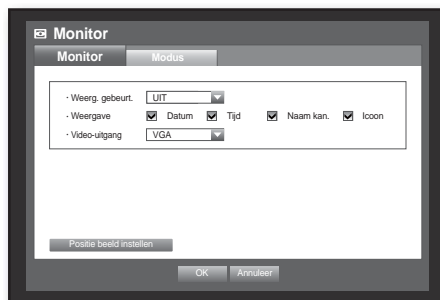 Monitor
Monitor Modus
· Weerg. gebeurt. UIT
· Weergave Datum Tijd Naam kan. Icoon
· Video-uitgang VGA
Positie beeld instellen
OK Annuleer